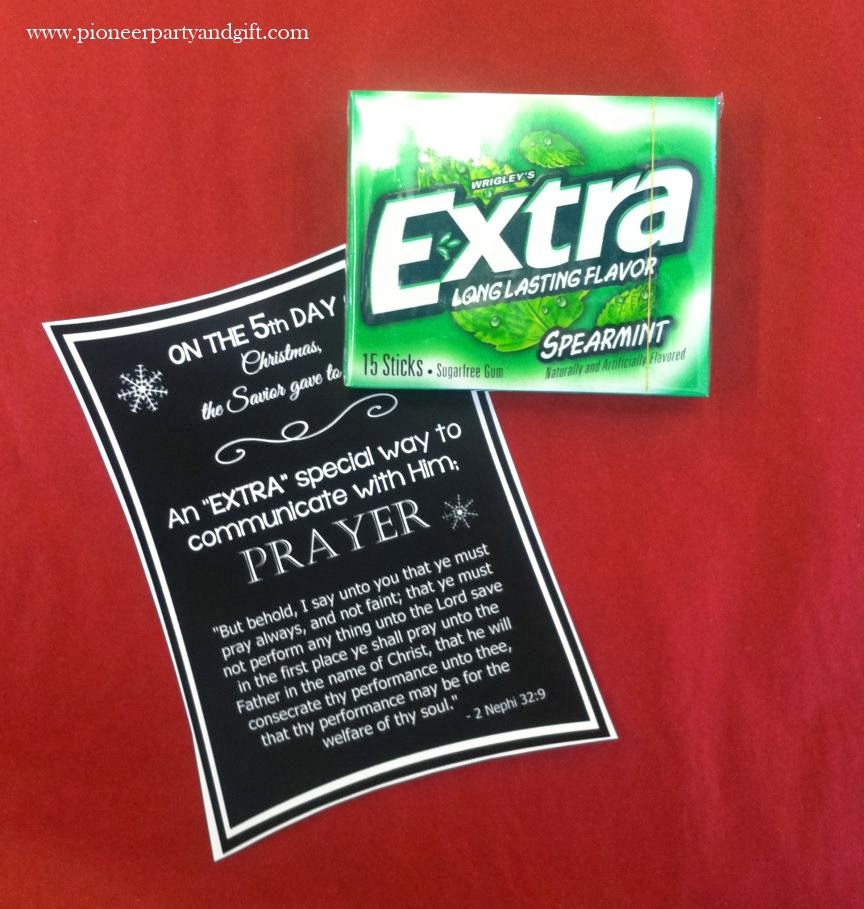 www.pioneerpartyandgift.com
WRIGLEY'S
Extra
LONG LASTING FLAVOR
SPEARMINT
15 Sticks • Sugarfree Gum
Naturally and Artificially Flavored
ON THE 5th DAY
Christmas,
the Savior gave to
An "EXTRA" special way to
communicate with Him;
PRAYER
"But behold, I say unto you that ye must
pray always, and not faint; that ye must
not perform any thing unto the Lord save
in the first place ye shall pray unto the
Father in the name of Christ, that he will
consecrate thy performance unto thee,
that thy performance may be for the
welfare of thy soul."
- 2 Nephi 32:9